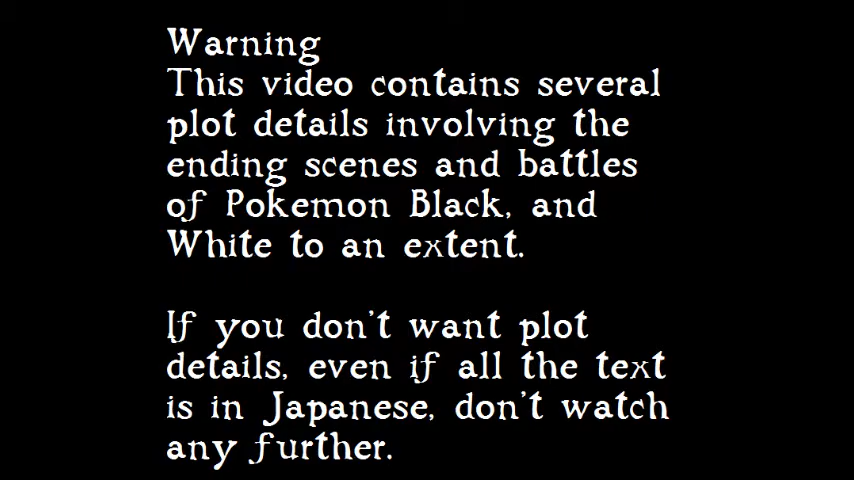 Warning
This video contains several
plot details involving the
ending scenes and battles
of Pokemon Black, and
White to an extent.
If you don't want plot
details, even if all the text
is in Japanese, don't watch
any further.